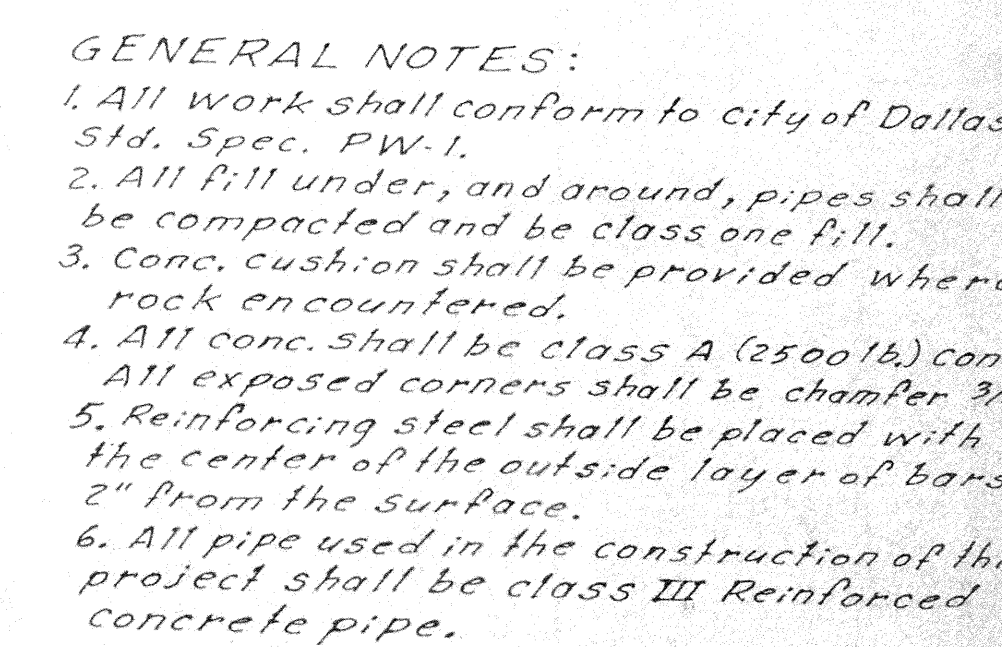 GENERAL NOTES:
1. All work shall conform to city of Dallas
Std. Spec. PW-1.
2. All fill under, and around, pipes shall
be compacted and be class one fill.
3. Conc. cushion shall be provided where
rock encountered.
4. All conc. shall be class A (2500 lb.) con
All exposed corners shall be chamfer
5. Reinforcing steel shall be placed with
the center of the outside layer of bars
2" from the surface.
6. All pipe used in the construction of thi
project shall be class III Reinforced
concrete pipe.